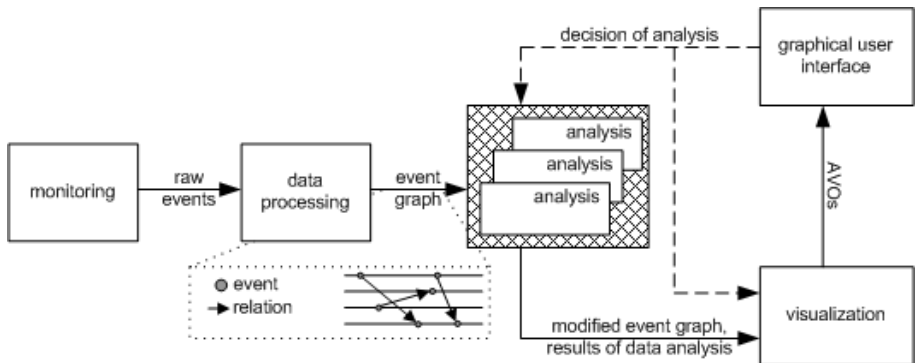 decision of analysis
graphical user
interface
analysis
analysis
analysis
monitoring
raw
events
data
processing
event
graph
AVOs
event
relation
modified event graph,
results of data analysis
visualization